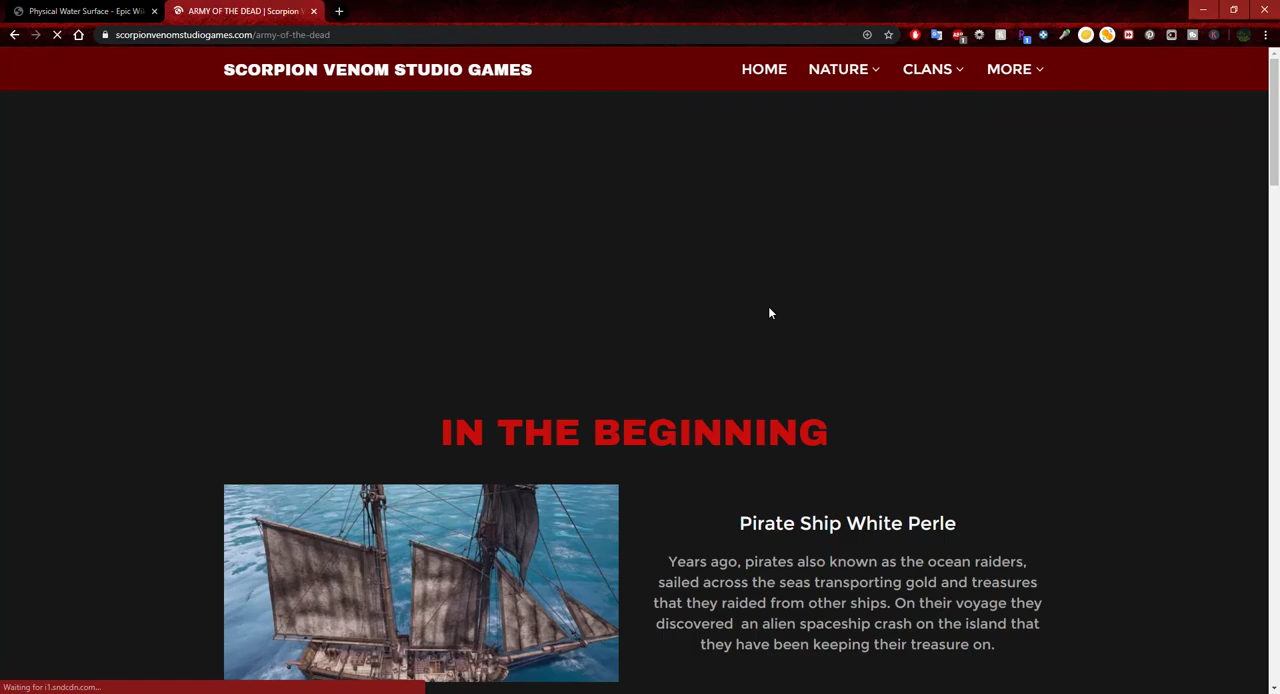 Physical Water Surface - Epic W
ARMY OF THE DEAD | Scorpion
scorpionvenomstudiogames.com/army-of-the-dead
SCORPION VENOM STUDIO GAMES
HOME NATURE CLANS MORE
IN THE BEGINNING
Pirate Ship White Perle
Years ago, pirates also known as the ocean raiders,
sailed across the seas transporting gold and treasures
that they raided from other ships. On their voyage they
discovered an alien spaceship crash on the island that
they have been keeping their treasure on.
Waiting for i1.sndcdn.com...